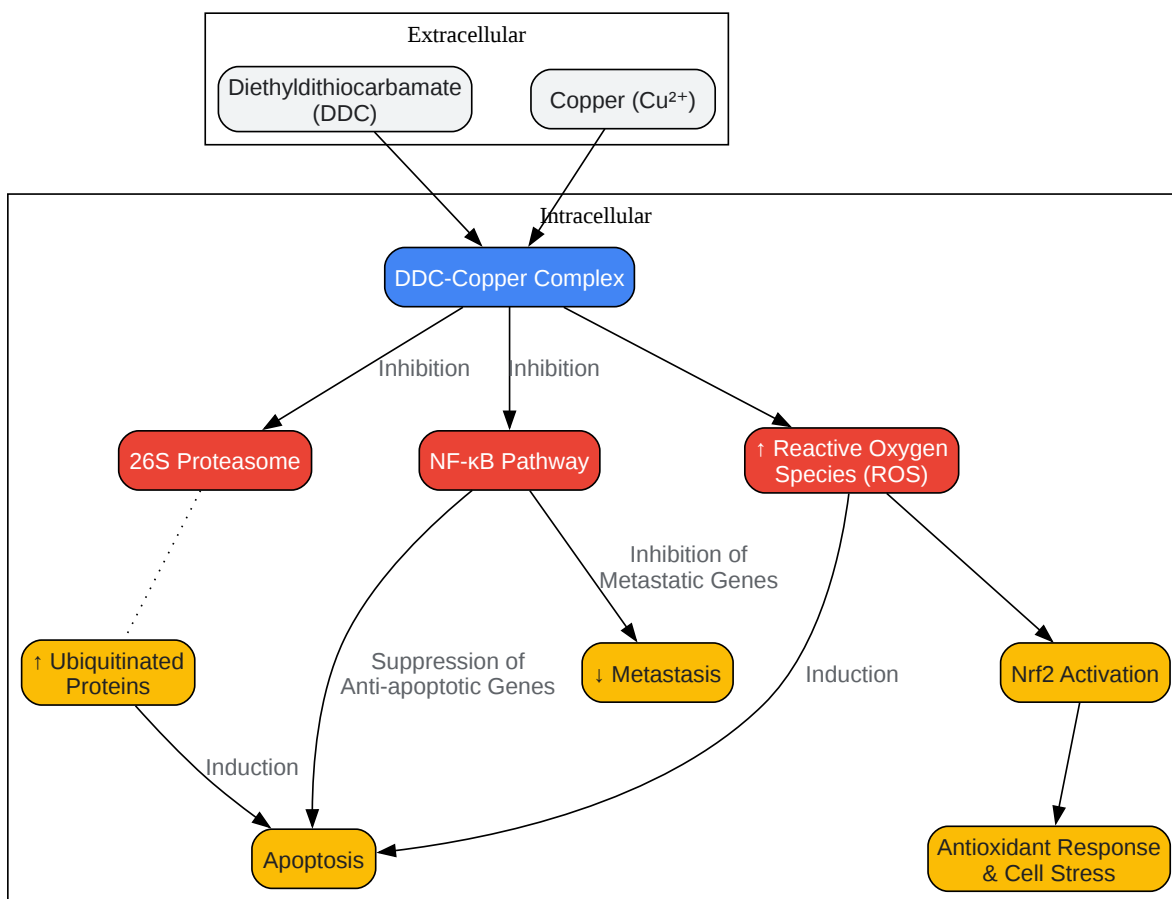 Extracellular
Diethyldithiocarbamate
(DDC)
Copper (Cu²⁺)
Intracellular
DDC-Copper Complex
Inhibition
Inhibition
26S Proteasome
NF-κB Pathway
↑ Reactive Oxygen
Species (ROS)
Inhibition of
Metastatic Genes
↑ Ubiquitinated
Proteins
Suppression of
Anti-apoptotic Genes
↓ Metastasis
Induction
Nrf2 Activation
Induction
Apoptosis
Antioxidant Response
& Cell Stress